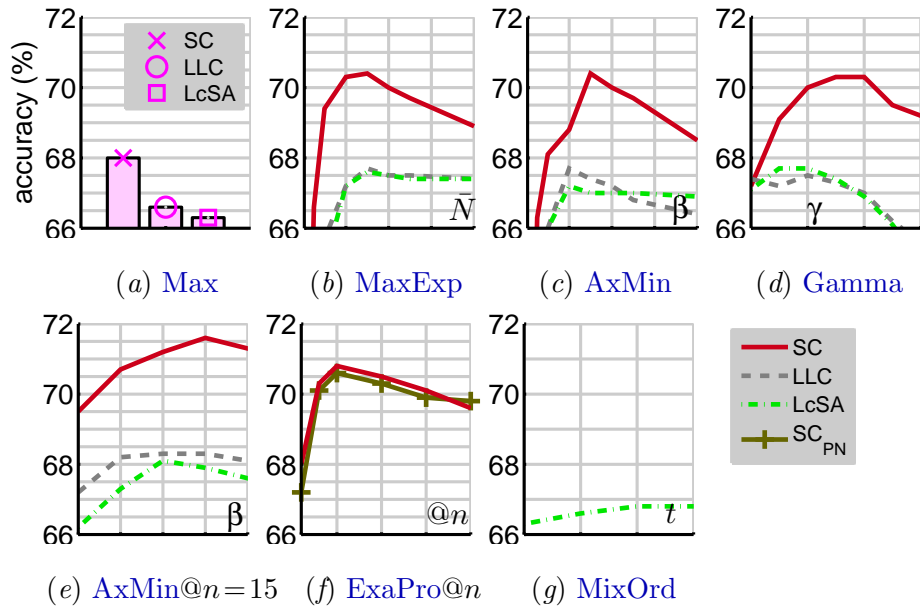 accuracy (%)
72
70
68
66
SC
LLC
LcSA
(a) Max
72
70
68
66
N̄
(b) MaxExp
72
70
68
66
β
(c) AxMin
72
70
68
66
γ
(d) Gamma
72
70
68
66
β
(e) AxMin@n=15
72
70
68
66
@n
(f) ExaPro@n
72
70
68
66
t
(g) MixOrd
SC
LLC
LcSA
SC_PN